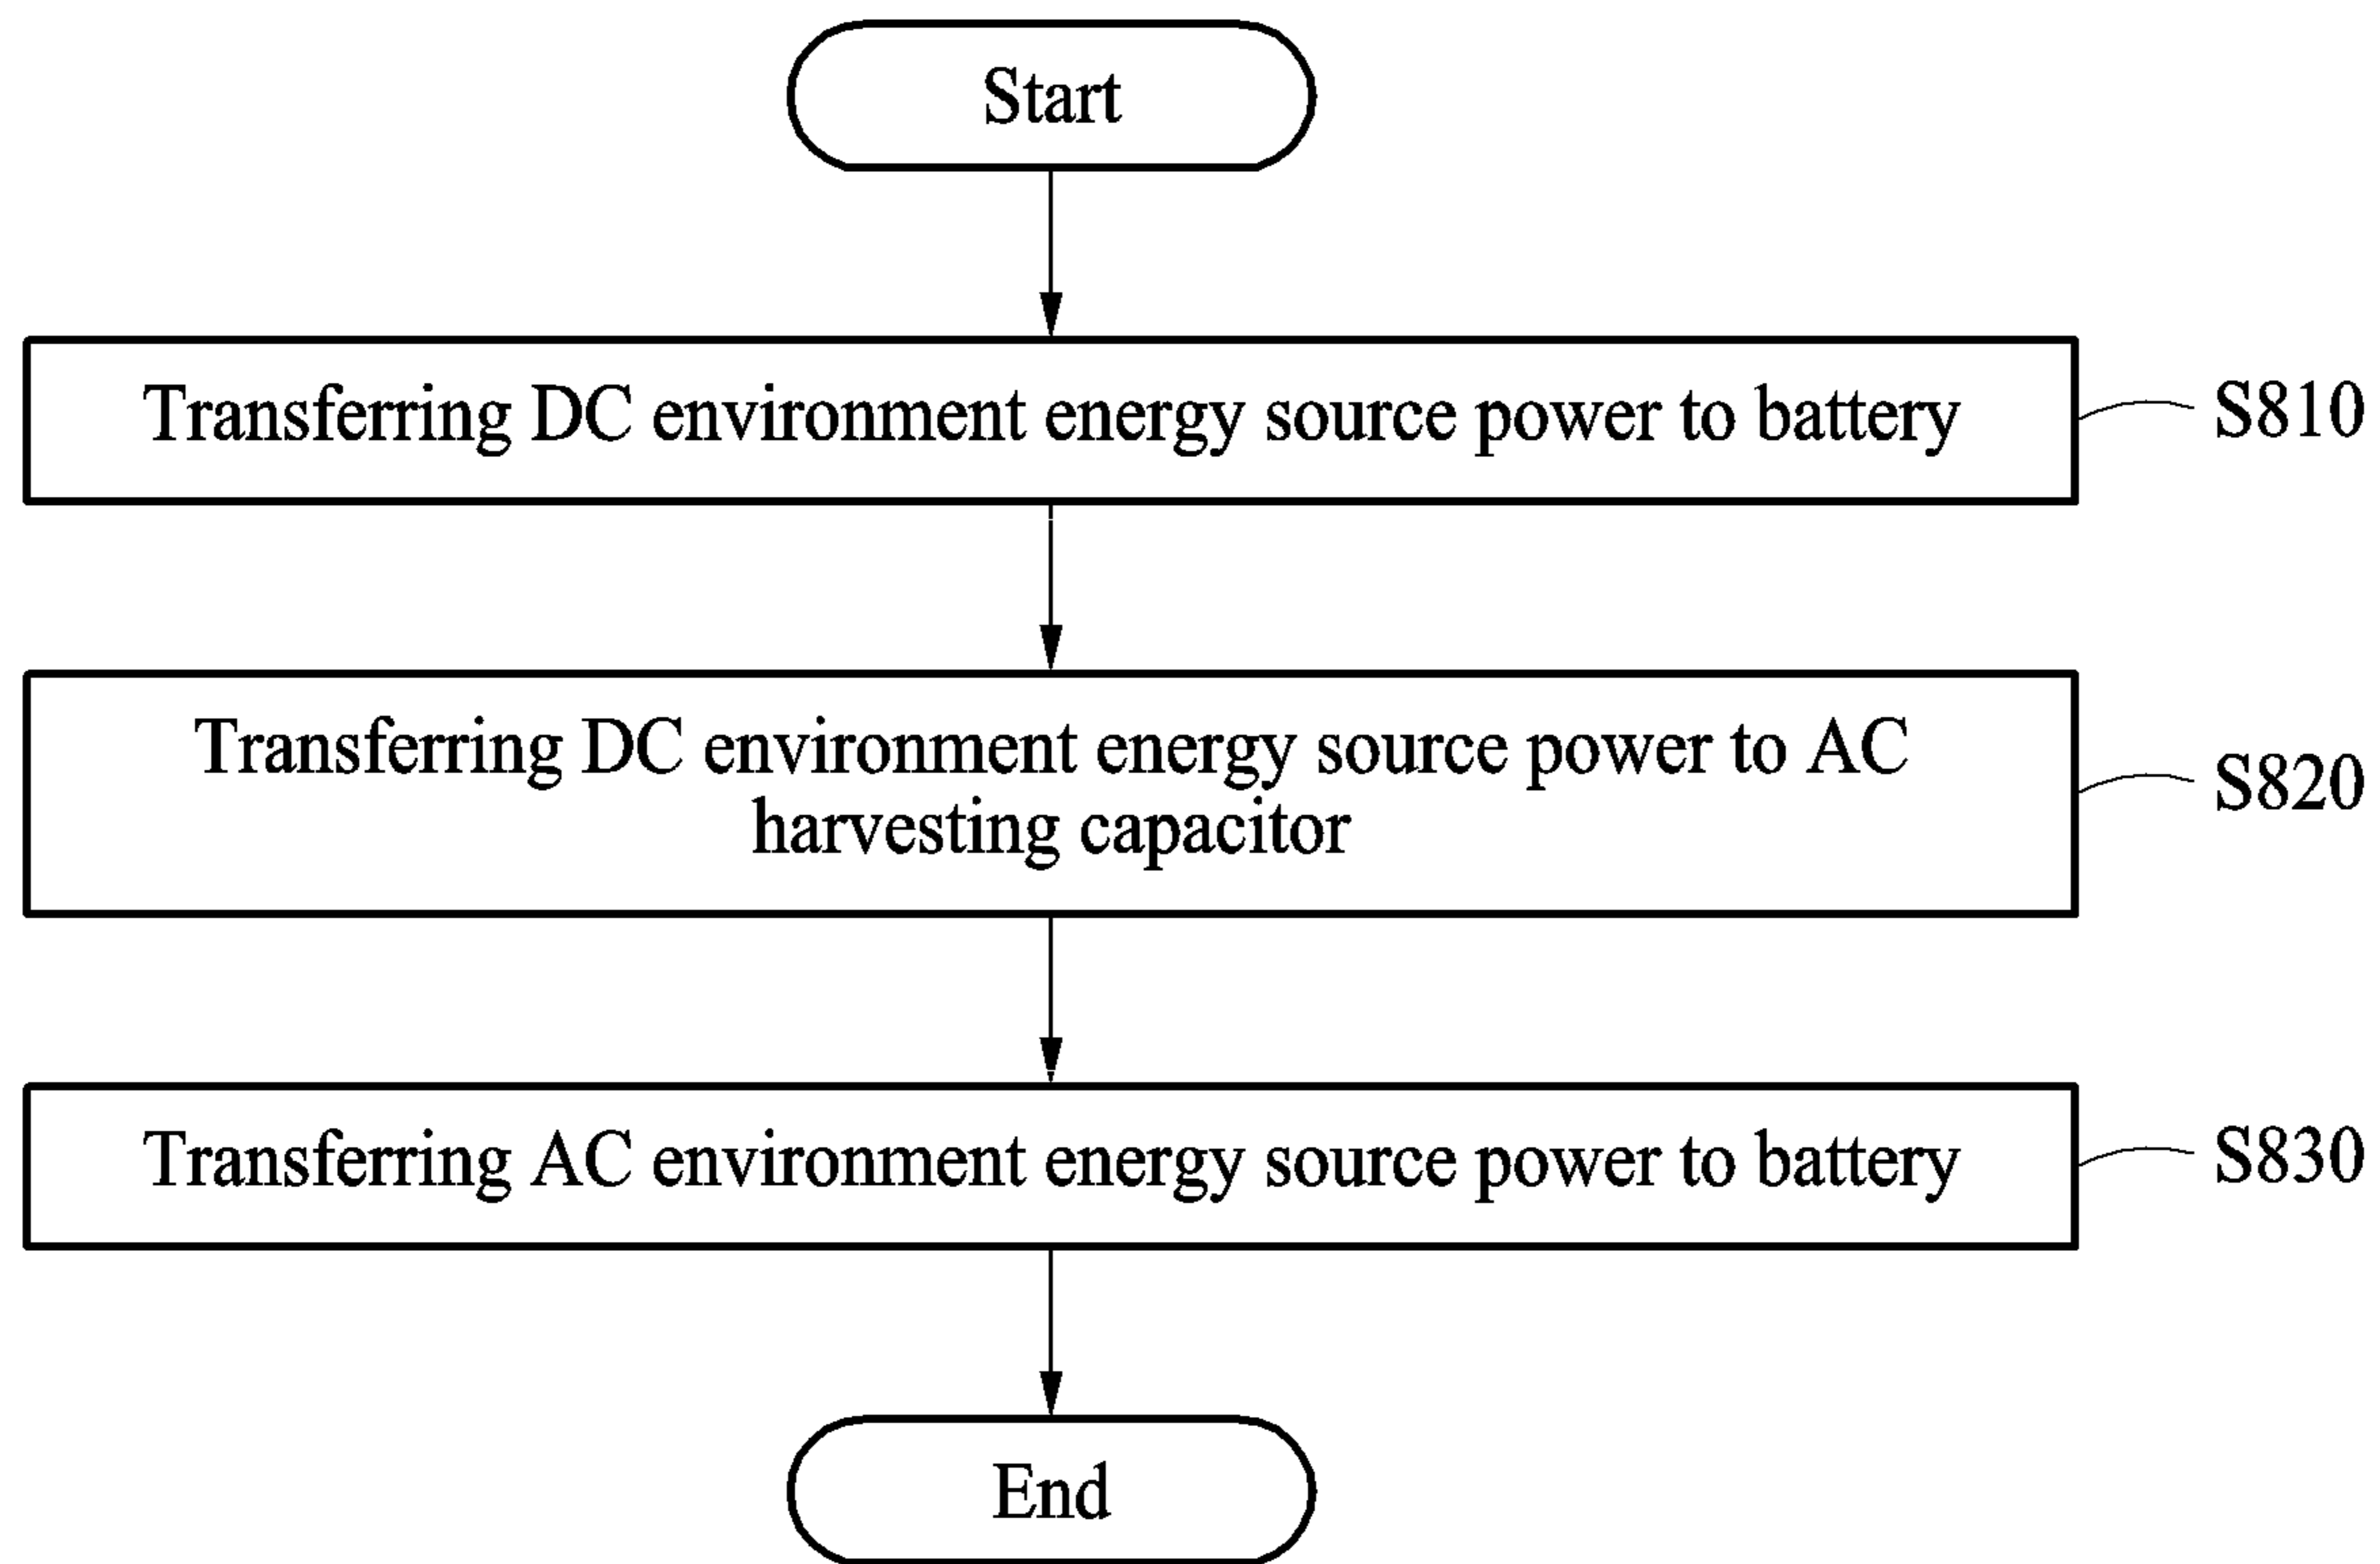 Start
Transferring DC environment energy source power to battery
S810
Transferring DC environment energy source power to AC
harvesting capacitor
S820
Transferring AC environment energy source power to battery
S830
End